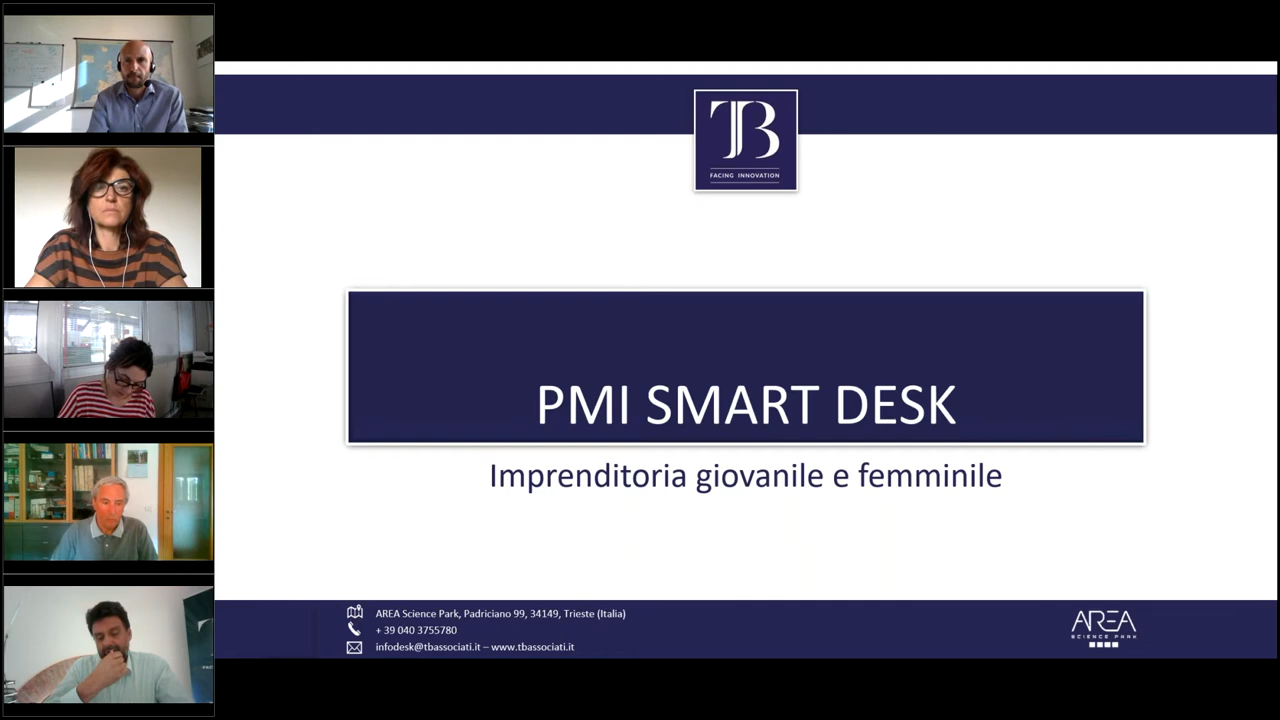 TB
FACING INNOVATION
PMI SMART DESK
Imprenditoria giovanile e femminile
AREA Science Park, Padriciano 99, 34149, Trieste (Italia)
+ 39 040 3755780
infodesk@tbassociati.it – www.tbassociati.it
AREA
SCIENCE PARK